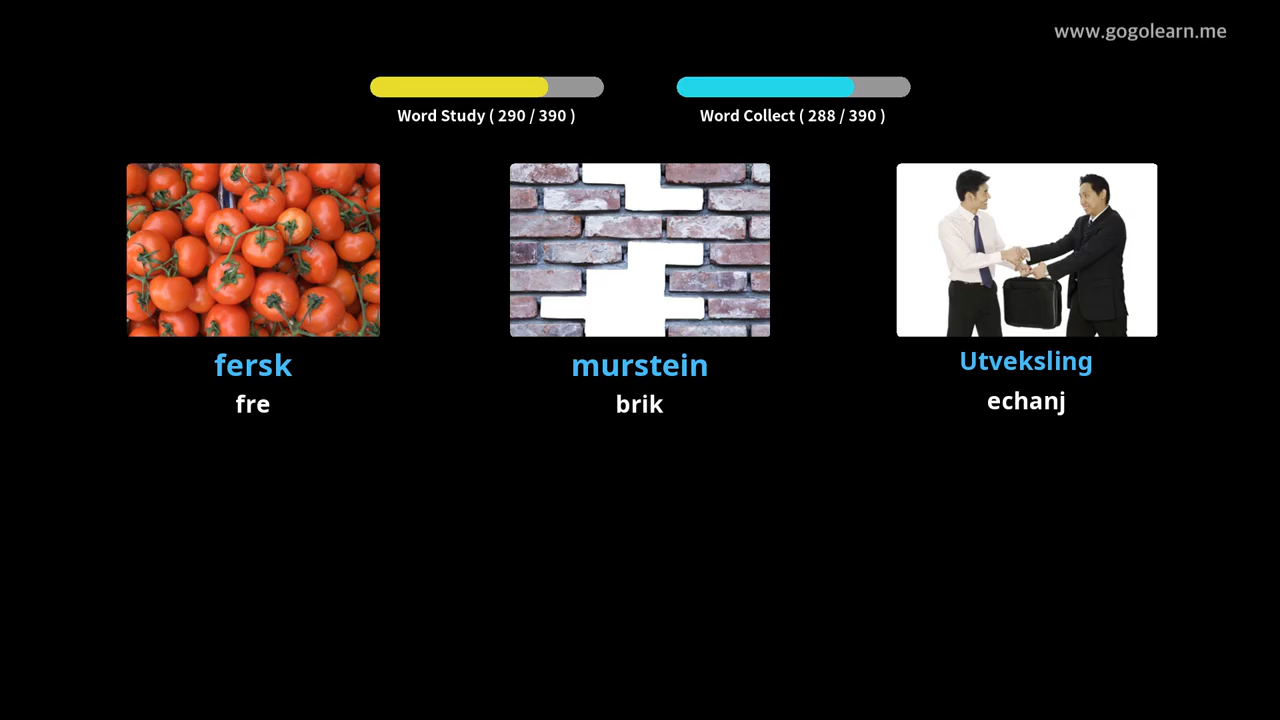 www.gogolearn.me
Word Study ( 290 / 390 )
Word Collect ( 288 / 390 )
fersk
murstein
Utveksling
fre
brik
echanj